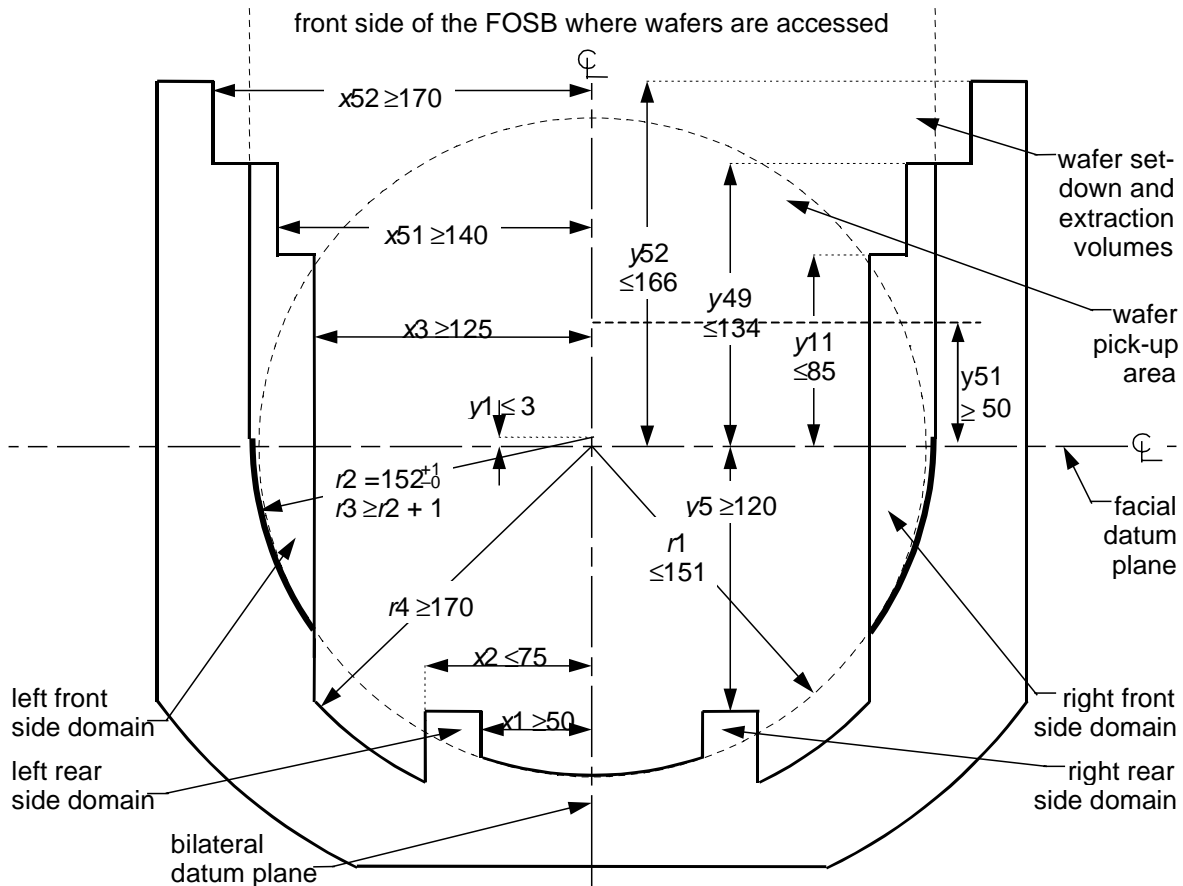 front side of the FOSB where wafers are accessed
℄
x52 ≥170
wafer set-
down and
extraction
volumes
x51 ≥140
y52
≤166
y49
≤134
x3 ≥125
y11
≤85
wafer
pick-up
area
y51
≥ 50
y1 ≤ 3
℄
r2 =152 +1 -0
r3 ≥r2 + 1
y5 ≥120
facial
datum
plane
r1
≤151
r4 ≥170
x2 ≤75
left front
side domain
x1 ≥50
right front
side domain
left rear
side domain
right rear
side domain
bilateral
datum plane